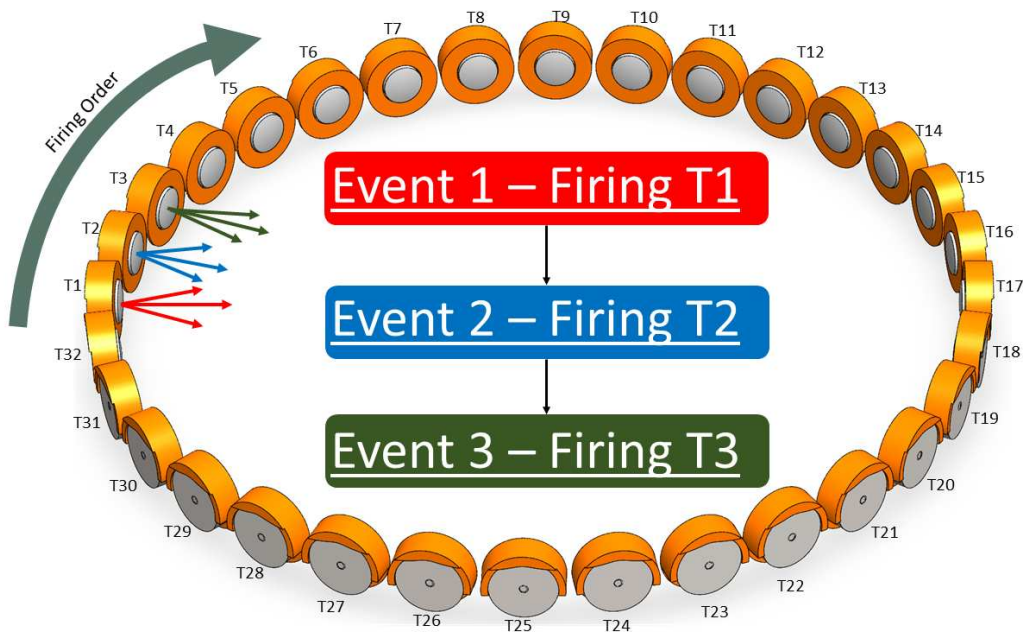 Firing Order
T1
T2
T3
T4
T5
T6
T7
T8
T9
T10
T11
T12
T13
T14
T15
T16
T17
T18
T19
T20
T21
T22
T23
T24
T25
T26
T27
T28
T29
T30
T31
T32
Event 1 – Firing T1
Event 2 – Firing T2
Event 3 – Firing T3